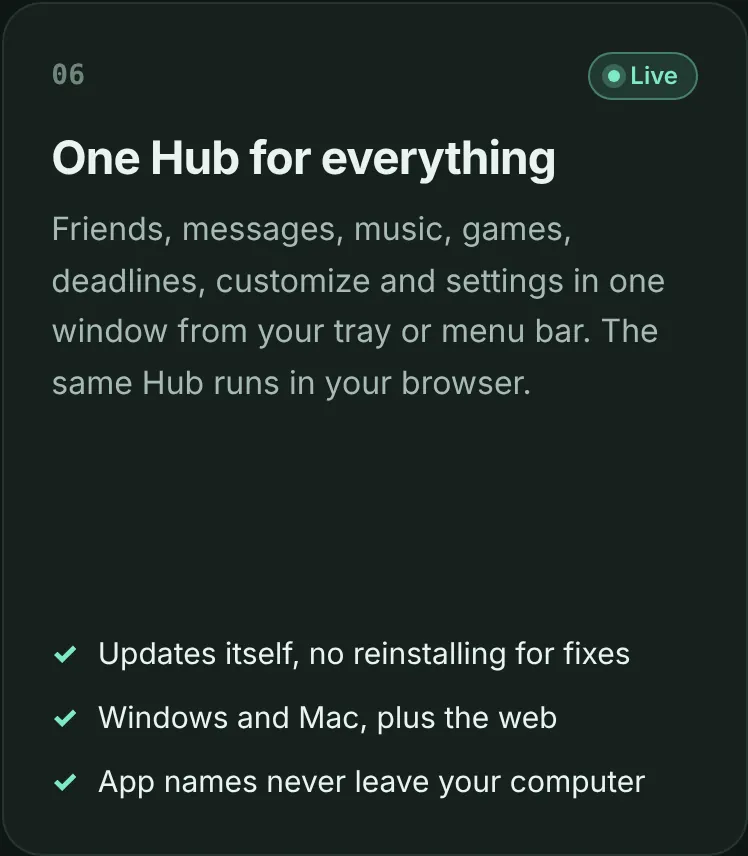 06
Live
One Hub for everything
Friends, messages, music, games,
deadlines, customize and settings in one
window from your tray or menu bar. The
same Hub runs in your browser.
Updates itself, no reinstalling for fixes
Windows and Mac, plus the web
App names never leave your computer